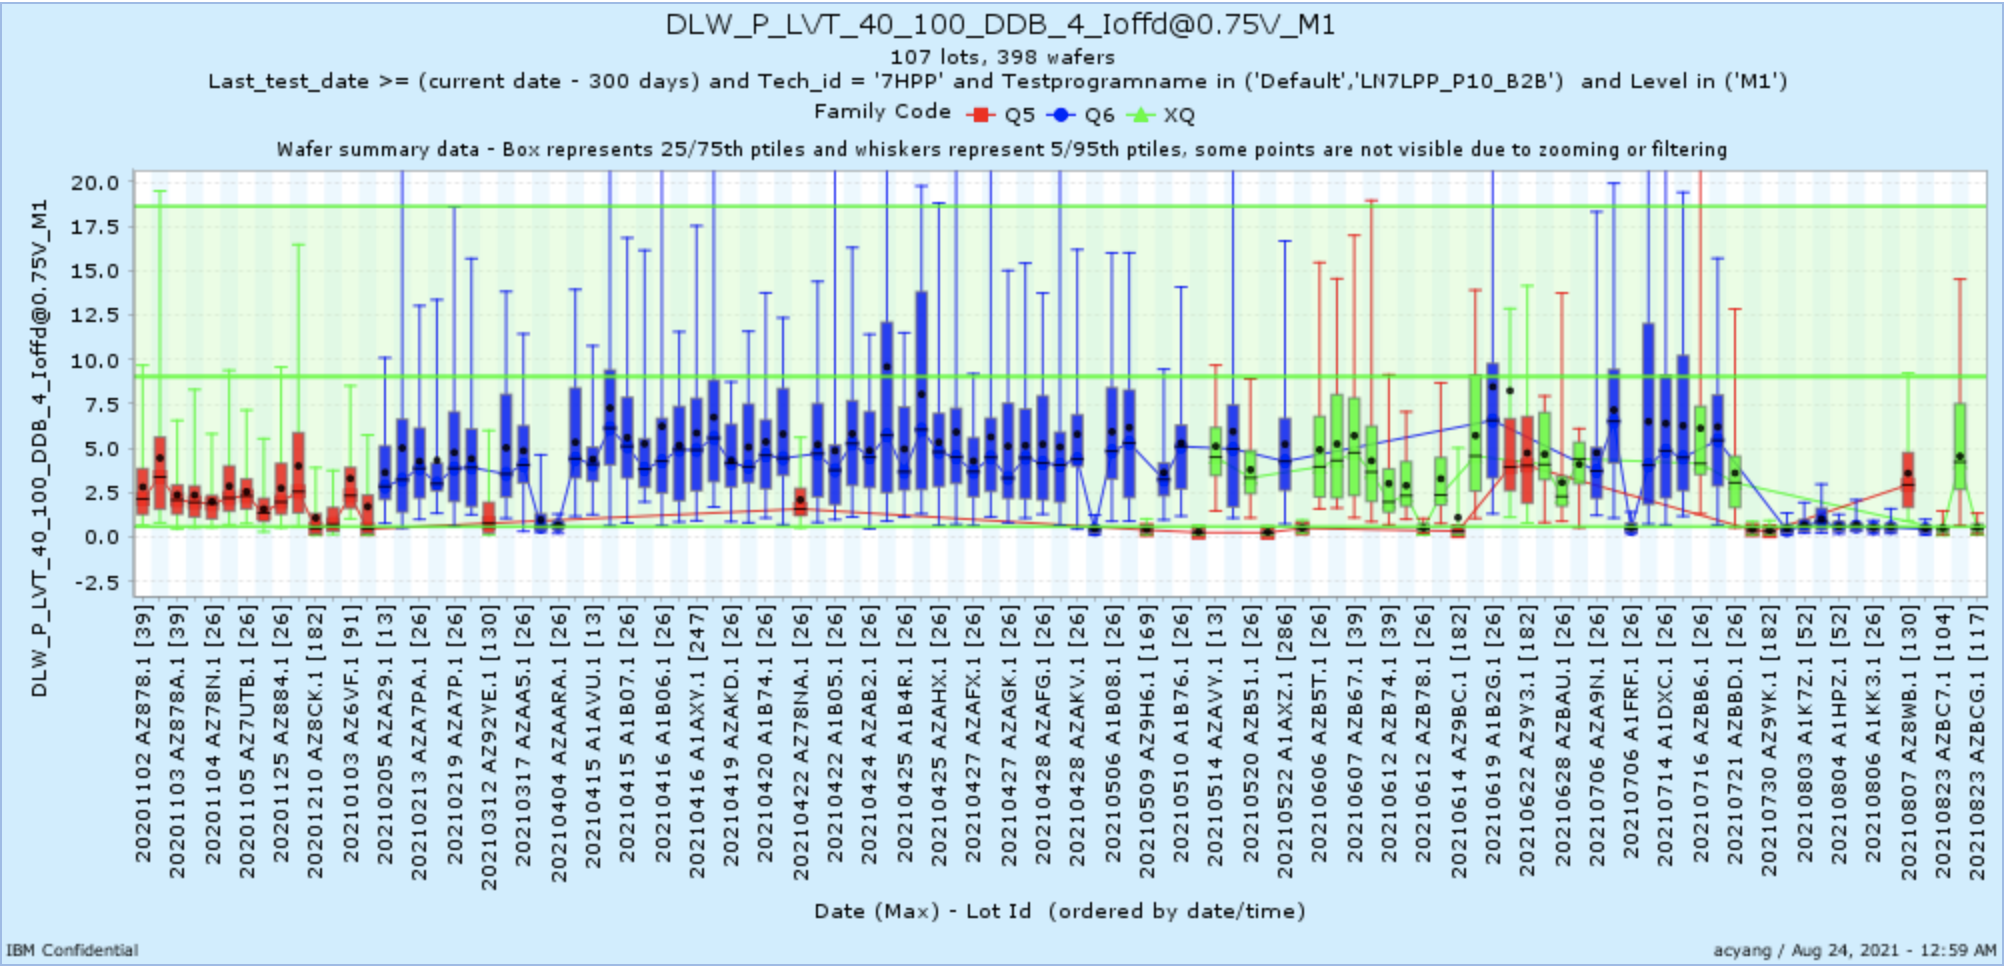 DLW_P_LVT_40_100_DDB_4_Ioffd@0.75V_M1
107 lots, 398 wafers
Last_test_date >= (current date - 300 days) and Tech_id = '7HPP' and Testprogramname in ('Default','LN7LPP_P10_B2B')  and Level in ('M1')
Family Code Q5 Q6 XQ
Wafer summary data - Box represents 25/75th ptiles and whiskers represent 5/95th ptiles, some points are not visible due to zooming or filtering
DLW_P_LVT_40_100_DDB_4_Ioffd@0.75V_M1
20.0
17.5
15.0
12.5
10.0
7.5
5.0
2.5
0.0
-2.5
20201102 AZ878.1 [39]
20201103 AZ878A.1 [39]
20201104 AZ78N.1 [26]
20201105 AZ7UTB.1 [26]
20201125 AZ884.1 [26]
20201210 AZ8CK.1 [182]
20210103 AZ6VF.1 [91]
20210205 AZA29.1 [13]
20210213 AZA7PA.1 [26]
20210219 AZA7P.1 [26]
20210312 AZ92YE.1 [130]
20210317 AZAA5.1 [26]
20210404 AZAARA.1 [26]
20210415 A1AVU.1 [13]
20210415 A1B07.1 [26]
20210416 A1B06.1 [26]
20210416 A1AXY.1 [247]
20210419 AZAKD.1 [26]
20210420 A1B74.1 [26]
20210422 AZ78NA.1 [26]
20210422 A1B05.1 [26]
20210424 AZAB2.1 [26]
20210425 A1B4R.1 [26]
20210425 AZAHX.1 [26]
20210427 AZAFX.1 [26]
20210427 AZAGK.1 [26]
20210428 AZAFG.1 [26]
20210428 AZAKV.1 [26]
20210506 A1B08.1 [26]
20210509 AZ9H6.1 [169]
20210510 A1B76.1 [26]
20210514 AZAVY.1 [13]
20210520 AZB51.1 [26]
20210522 A1AXZ.1 [286]
20210606 AZB5T.1 [26]
20210607 AZB67.1 [39]
20210612 AZB74.1 [39]
20210612 AZB78.1 [26]
20210614 AZ9BC.1 [182]
20210619 A1B2G.1 [26]
20210622 AZ9Y3.1 [182]
20210628 AZBAU.1 [26]
20210706 AZA9N.1 [26]
20210706 A1FRF.1 [26]
20210714 A1DXC.1 [26]
20210716 AZBB6.1 [26]
20210721 AZBBD.1 [26]
20210730 AZ9YK.1 [182]
20210803 A1K7Z.1 [52]
20210804 A1HPZ.1 [52]
20210806 A1KK3.1 [26]
20210807 AZ8WB.1 [130]
20210823 AZBC7.1 [104]
20210823 AZBCG.1 [117]
Date (Max) - Lot Id  (ordered by date/time)
IBM Confidential
acyang / Aug 24, 2021 - 12:59 AM